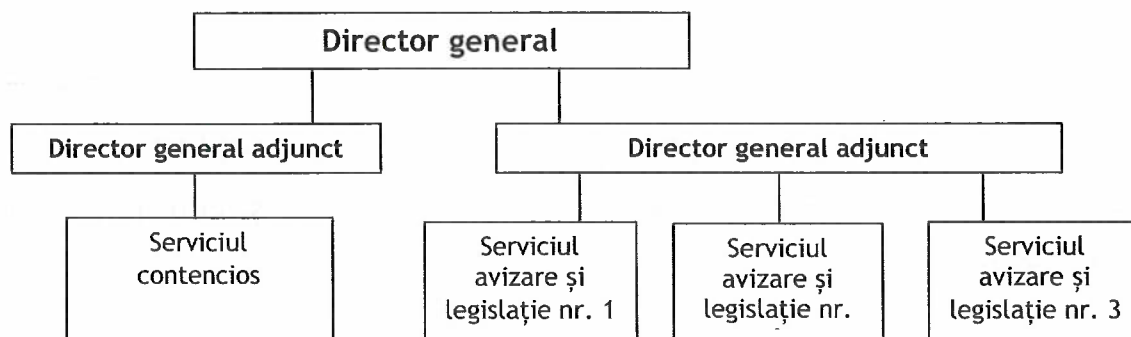 Director general
Director general adjunct
Director general adjunct
Serviciul
contencios
Serviciul
avizare și
legislație nr. 1
Serviciul
avizare și
legislație nr.
Serviciul
avizare și
legislație nr. 3